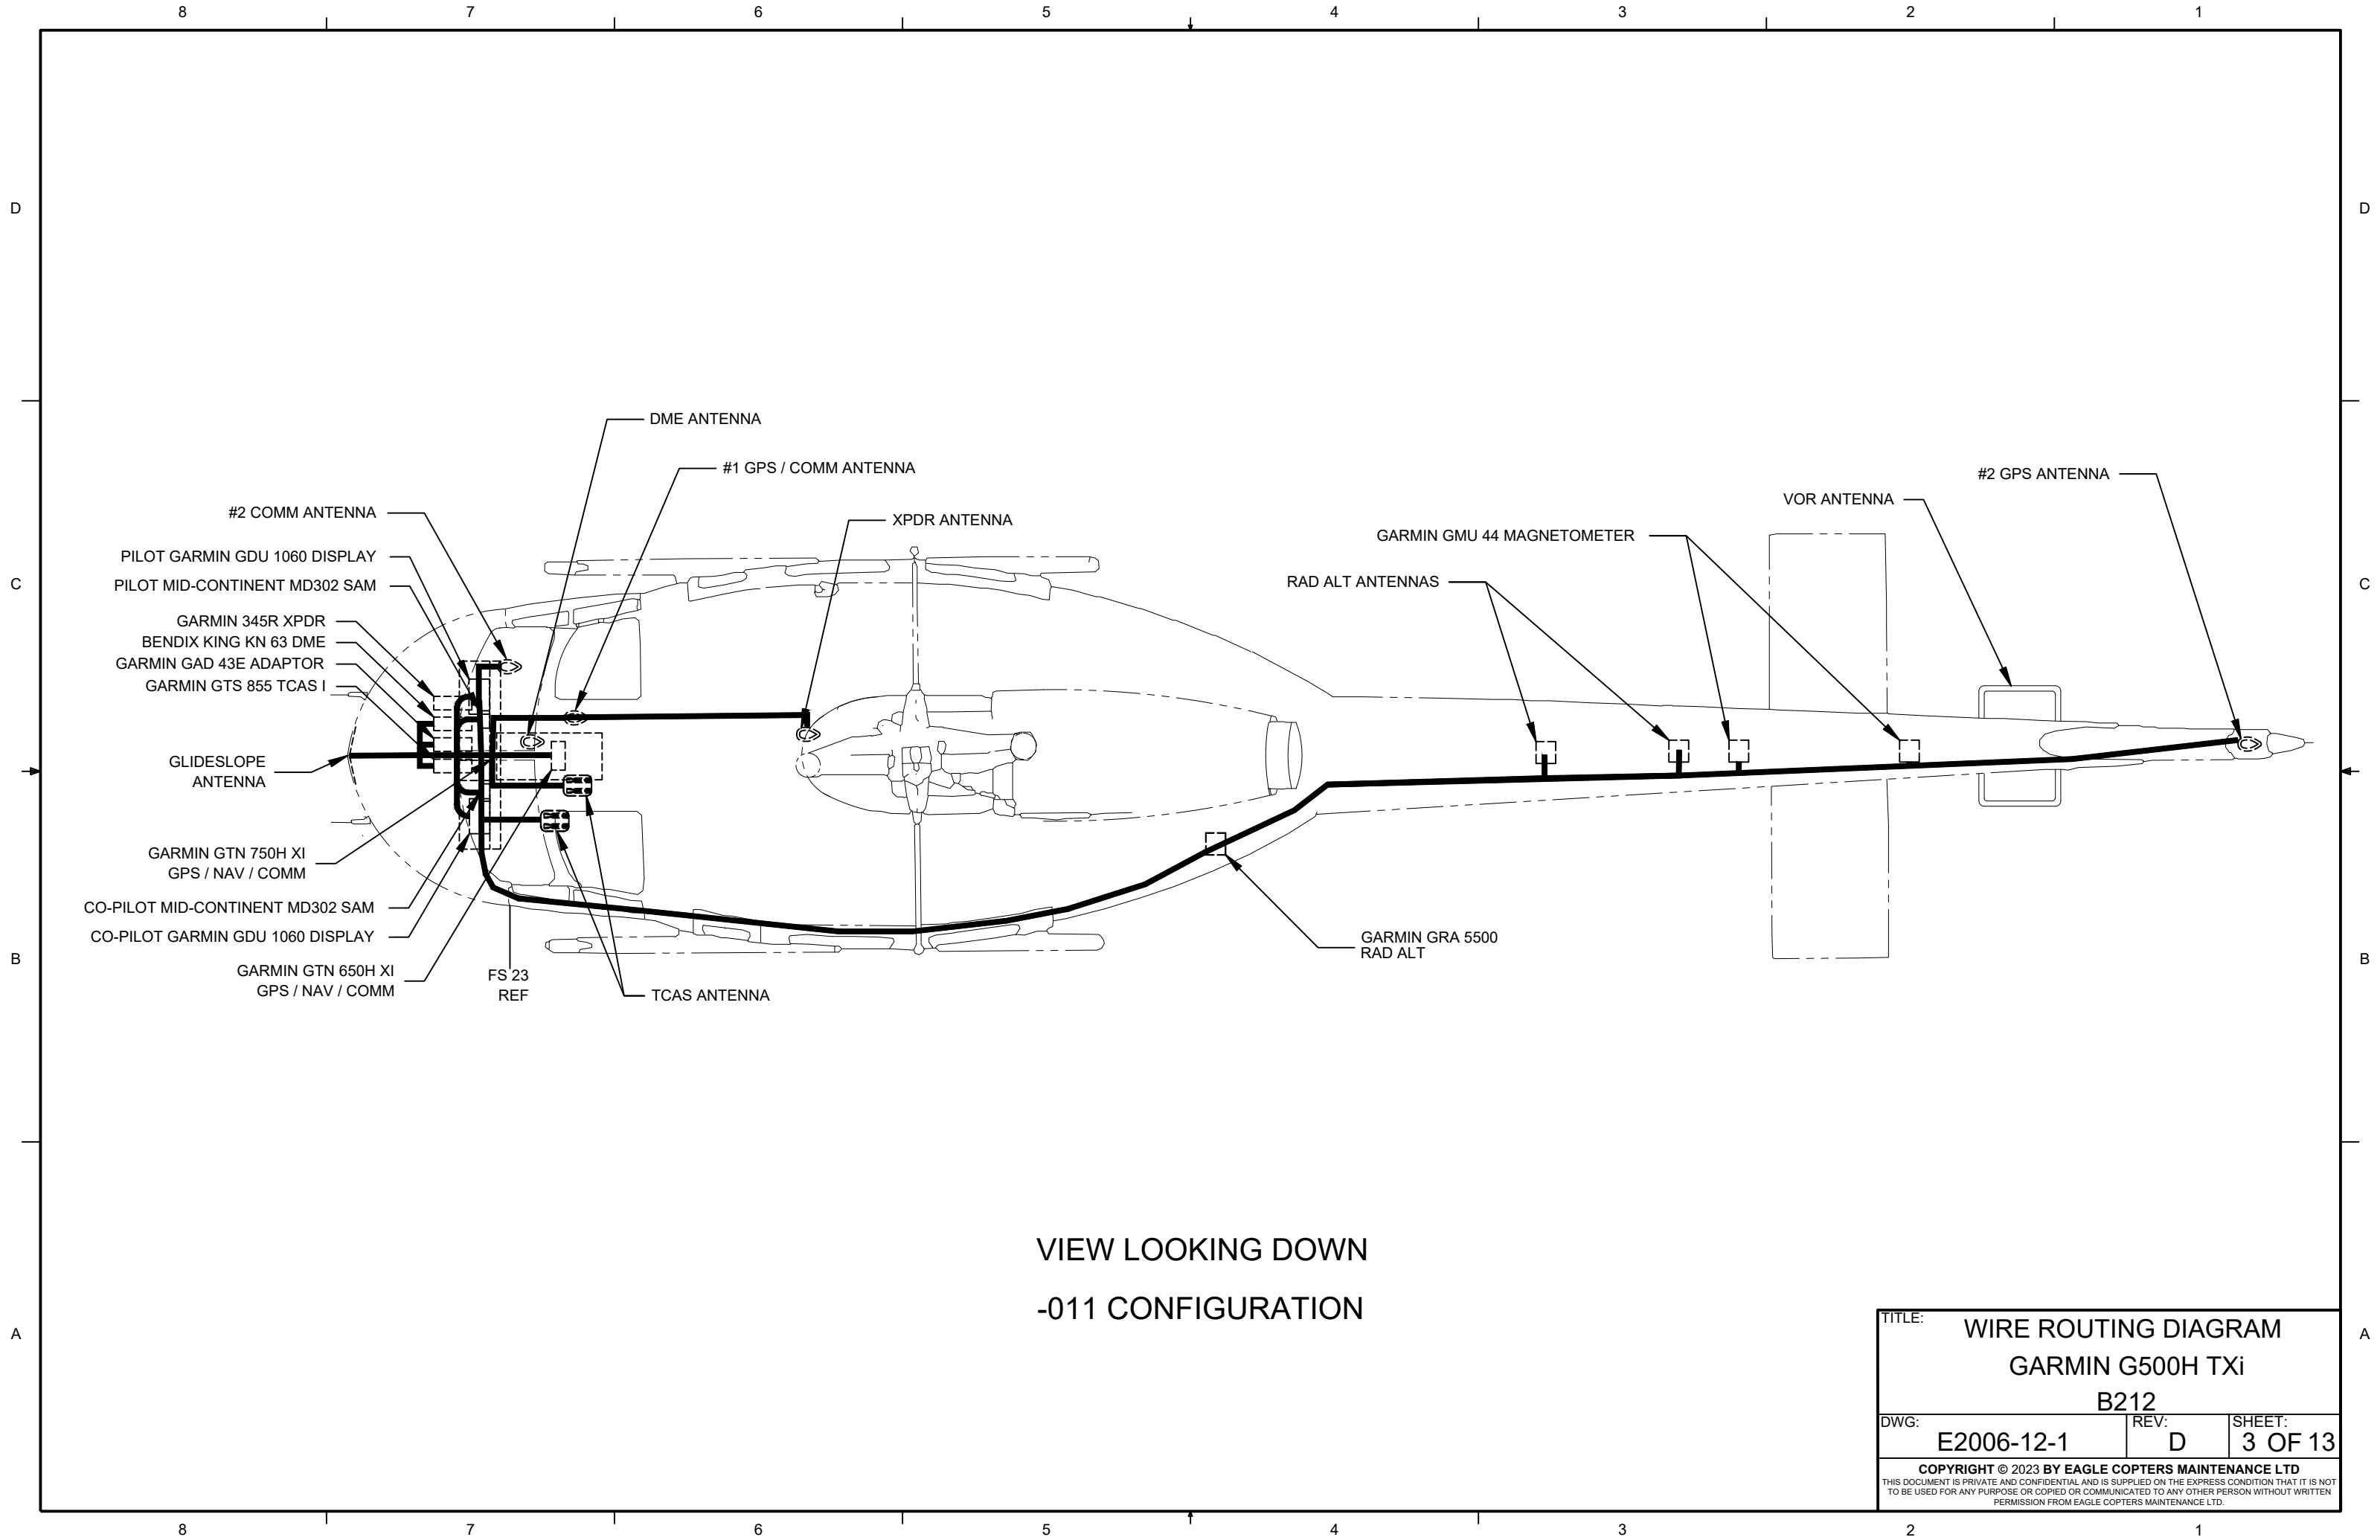 8 7 6 5 4 3 2 1
D D
DME ANTENNA
#1 GPS / COMM ANTENNA
#2 GPS ANTENNA
VOR ANTENNA
#2 COMM ANTENNA
XPDR ANTENNA
GARMIN GMU 44 MAGNETOMETER
PILOT GARMIN GDU 1060 DISPLAY
PILOT MID-CONTINENT MD302 SAM
RAD ALT ANTENNAS
C C
GARMIN 345R XPDR
BENDIX KING KN 63 DME
GARMIN GAD 43E ADAPTOR
GARMIN GTS 855 TCAS I
GLIDESLOPE
ANTENNA
GARMIN GTN 750H XI
GPS / NAV / COMM
CO-PILOT MID-CONTINENT MD302 SAM
CO-PILOT GARMIN GDU 1060 DISPLAY
GARMIN GRA 5500
RAD ALT
B B
GARMIN GTN 650H XI
GPS / NAV / COMM
FS 23
REF
TCAS ANTENNA
VIEW LOOKING DOWN
-011 CONFIGURATION
A A
TITLE:
WIRE ROUTING DIAGRAM
GARMIN G500H TXi
B212
DWG: REV: SHEET:
E2006-12-1 D 3 OF 13
COPYRIGHT © 2023 BY EAGLE COPTERS MAINTENANCE LTD
THIS DOCUMENT IS PRIVATE AND CONFIDENTIAL AND IS SUPPLIED ON THE EXPRESS CONDITION THAT IT IS NOT
TO BE USED FOR ANY PURPOSE OR COPIED OR COMMUNICATED TO ANY OTHER PERSON WITHOUT WRITTEN
PERMISSION FROM EAGLE COPTERS MAINTENANCE LTD.
8 7 6 5 4 3 2 1